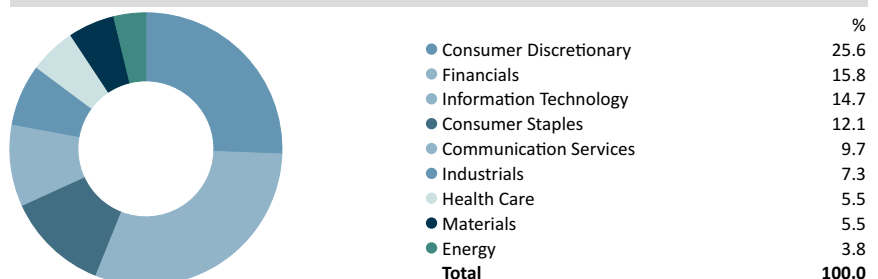 %
Consumer Discretionary 25.6
Financials 15.8
Information Technology 14.7
Consumer Staples 12.1
Communication Services 9.7
Industrials 7.3
Health Care 5.5
Materials 5.5
Energy 3.8
Total 100.0